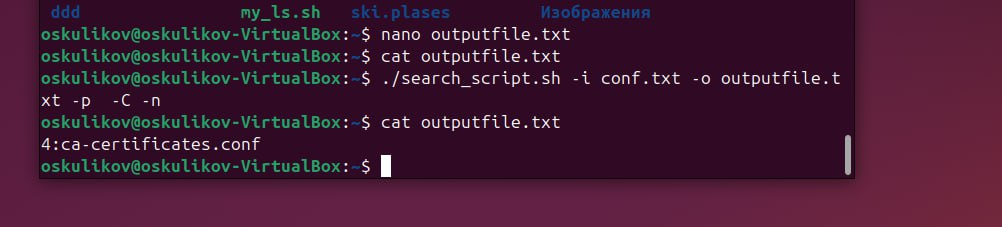 ddd my_ls.sh ski.plases Изображения
oskulikov@oskulikov-VirtualBox:~$ nano outputfile.txt
oskulikov@oskulikov-VirtualBox:~$ cat outputfile.txt
oskulikov@oskulikov-VirtualBox:~$ ./search_script.sh -i conf.txt -o outputfile.t
xt -p  -C -n
oskulikov@oskulikov-VirtualBox:~$ cat outputfile.txt
4:ca-certificates.conf
oskulikov@oskulikov-VirtualBox:~$